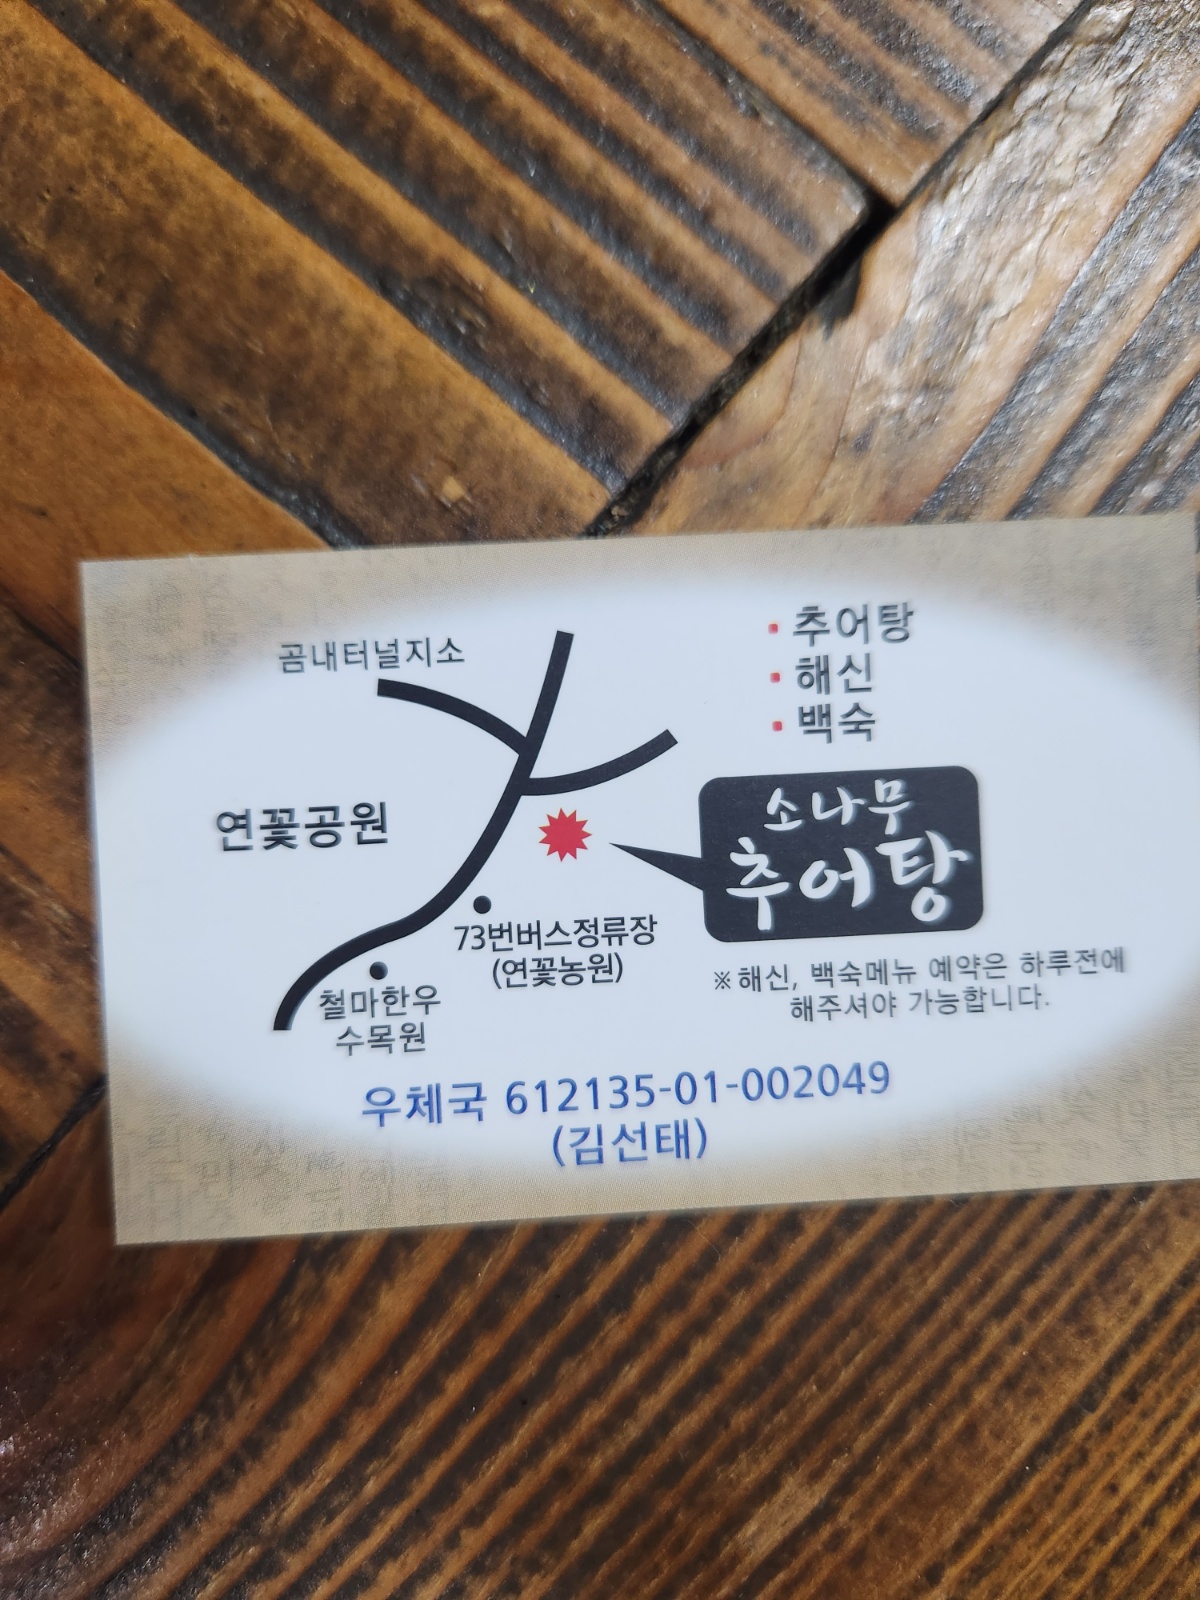 곰내터널지소
연꽃공원
73번버스정류장
(연꽃농원)
철마한우
수목원
· 추어탕
· 해신
· 백숙
소나무
추어탕
※ 해신, 백숙메뉴 예약은 하루전에
해주셔야 가능합니다.
우체국 612135-01-002049
(김선태)